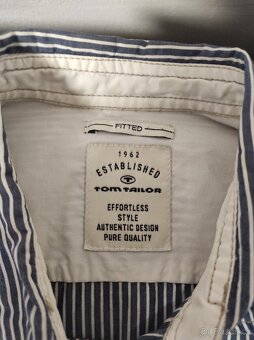 FITTED
1962
ESTABLISHED
TOM TAILOR
EFFORTLESS
STYLE
AUTHENTIC DESIGN
PURE QUALITY